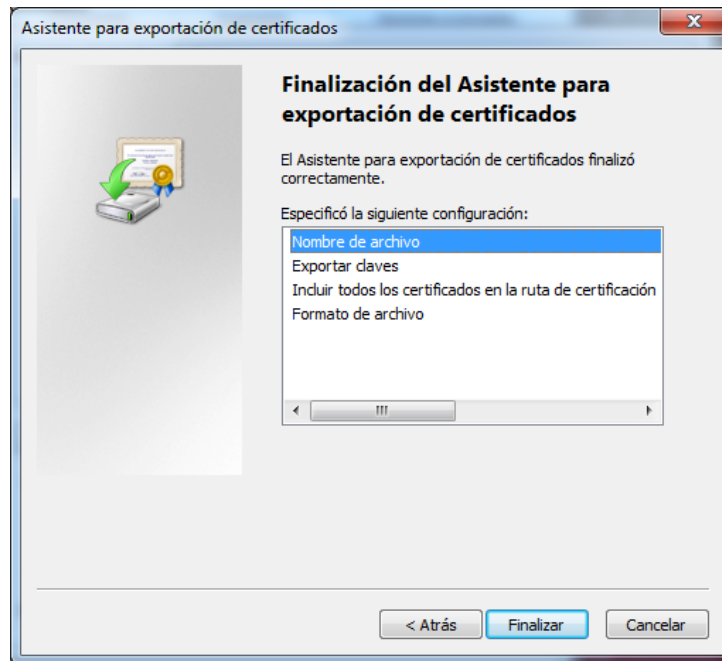 Asistente para exportación de certificados
Finalización del Asistente para
exportación de certificados
El Asistente para exportación de certificados finalizó
correctamente.
Especificó la siguiente configuración:
Nombre de archivo
Exportar claves
Incluir todos los certificados en la ruta de certificación
Formato de archivo
< Atrás
Finalizar
Cancelar